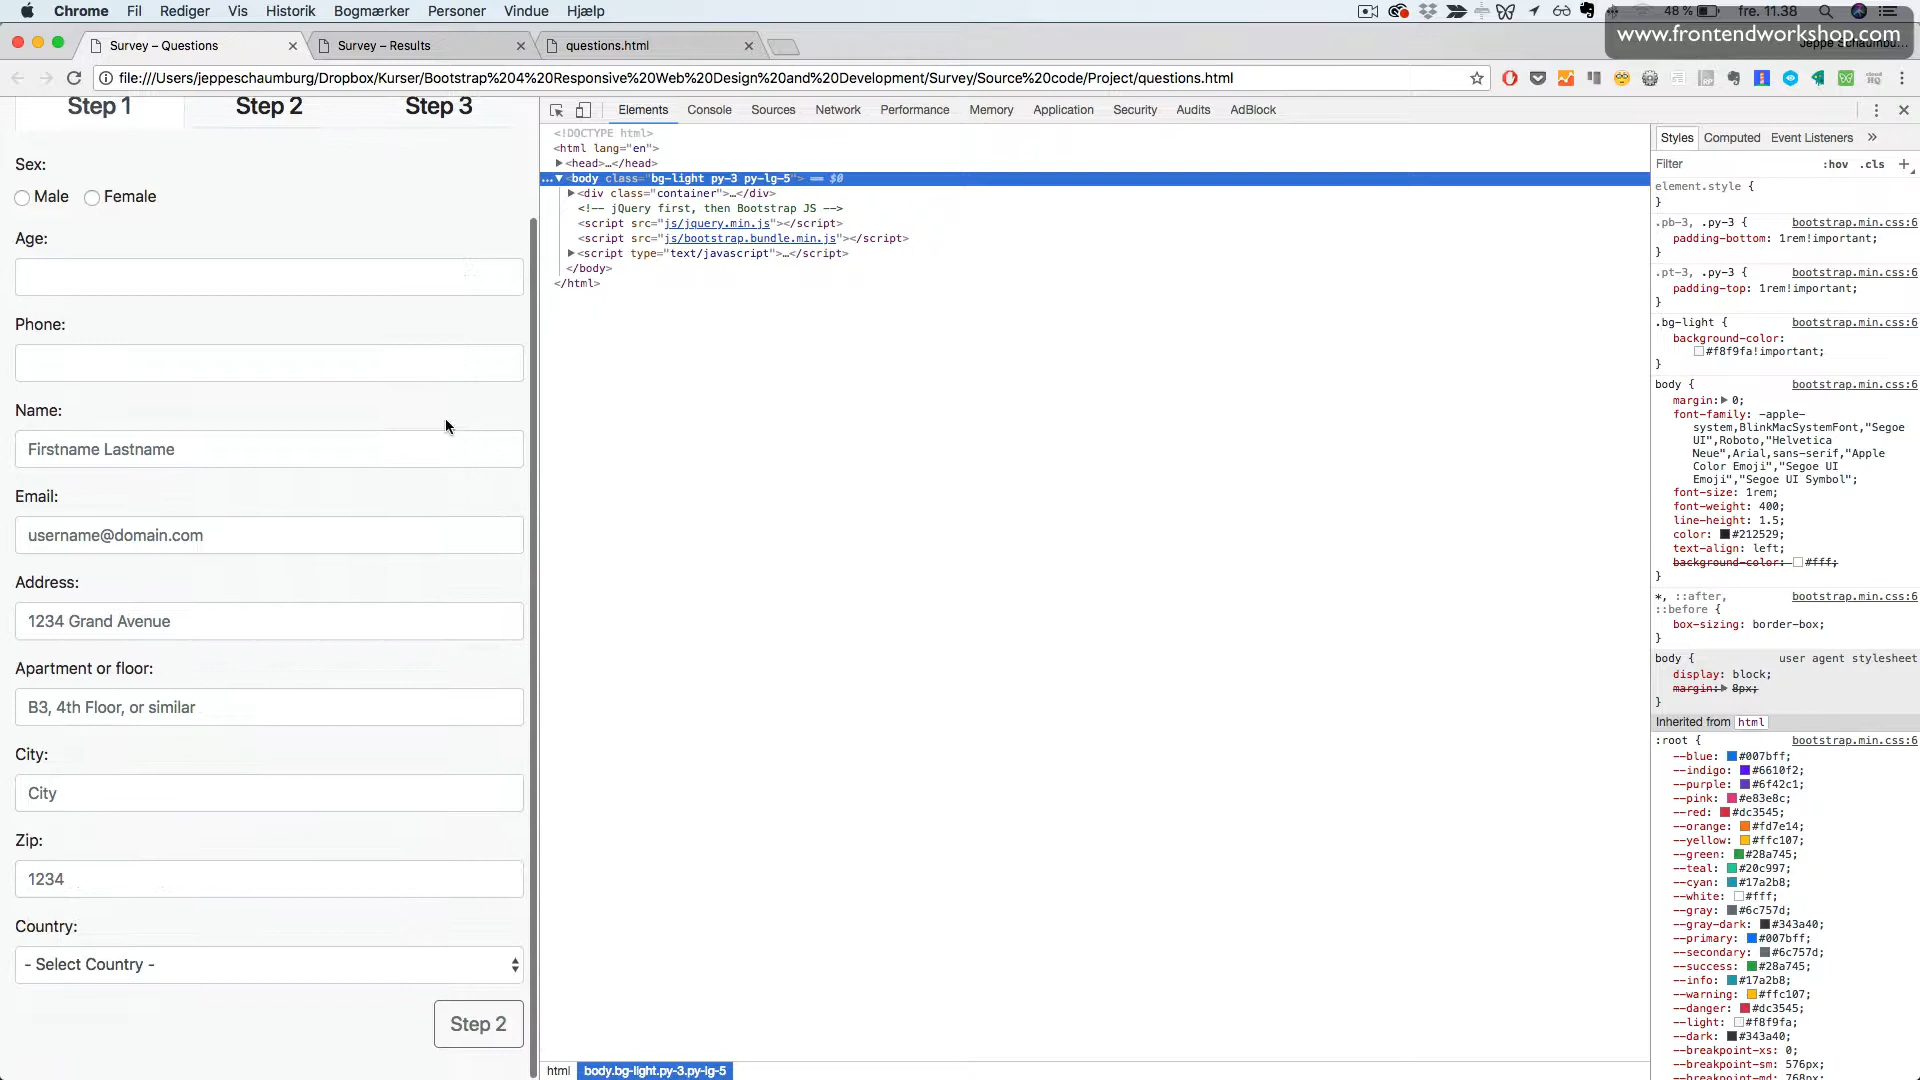 Chrome Fil Rediger Vis Historik Bogmærker Personer Vindue Hjælp 48 % fre. 11.38
www.frontendworkshop.com
Survey – Questions Survey – Results questions.html
file:///Users/jeppeschaumburg/Dropbox/Kurser/Bootstrap%204%20Responsive%20Web%20Design%20and%20Development/Survey/Source%20code/Project/questions.html
Step 1 Step 2 Step 3
Sex:
Male Female
Age:
Phone:
Name:
Firstname Lastname
Email:
username@domain.com
Address:
1234 Grand Avenue
Apartment or floor:
B3, 4th Floor, or similar
City:
City
Zip:
1234
Country:
- Select Country -
Step 2
Elements Console Sources Network Performance Memory Application Security Audits AdBlock
<!DOCTYPE html>
<html lang="en">
<head>…</head>
…<body class="bg-light py-3 py-lg-5"> == $0
<div class="container">…</div>
<!-- jQuery first, then Bootstrap JS -->
<script src="js/jquery.min.js"></script>
<script src="js/bootstrap.bundle.min.js"></script>
<script type="text/javascript">…</script>
</body>
</html>
html body.bg-light.py-3.py-lg-5
Styles Computed Event Listeners »
Filter :hov .cls +
element.style {
}
.pb-3, .py-3 { bootstrap.min.css:6
padding-bottom: 1rem!important;
}
.pt-3, .py-3 { bootstrap.min.css:6
padding-top: 1rem!important;
}
.bg-light { bootstrap.min.css:6
background-color:
#f8f9fa!important;
}
body { bootstrap.min.css:6
margin: 0;
font-family: -apple-
system,BlinkMacSystemFont,"Segoe
UI",Roboto,"Helvetica
Neue",Arial,sans-serif,"Apple
Color Emoji","Segoe UI
Emoji","Segoe UI Symbol";
font-size: 1rem;
font-weight: 400;
line-height: 1.5;
color: #212529;
text-align: left;
background-color: #fff;
}
*, ::after, bootstrap.min.css:6
::before {
box-sizing: border-box;
}
body { user agent stylesheet
display: block;
margin: 8px;
}
Inherited from html
:root { bootstrap.min.css:6
--blue: #007bff;
--indigo: #6610f2;
--purple: #6f42c1;
--pink: #e83e8c;
--red: #dc3545;
--orange: #fd7e14;
--yellow: #ffc107;
--green: #28a745;
--teal: #20c997;
--cyan: #17a2b8;
--white: #fff;
--gray: #6c757d;
--gray-dark: #343a40;
--primary: #007bff;
--secondary: #6c757d;
--success: #28a745;
--info: #17a2b8;
--warning: #ffc107;
--danger: #dc3545;
--light: #f8f9fa;
--dark: #343a40;
--breakpoint-xs: 0;
--breakpoint-sm: 576px;
--breakpoint-md: 768px;